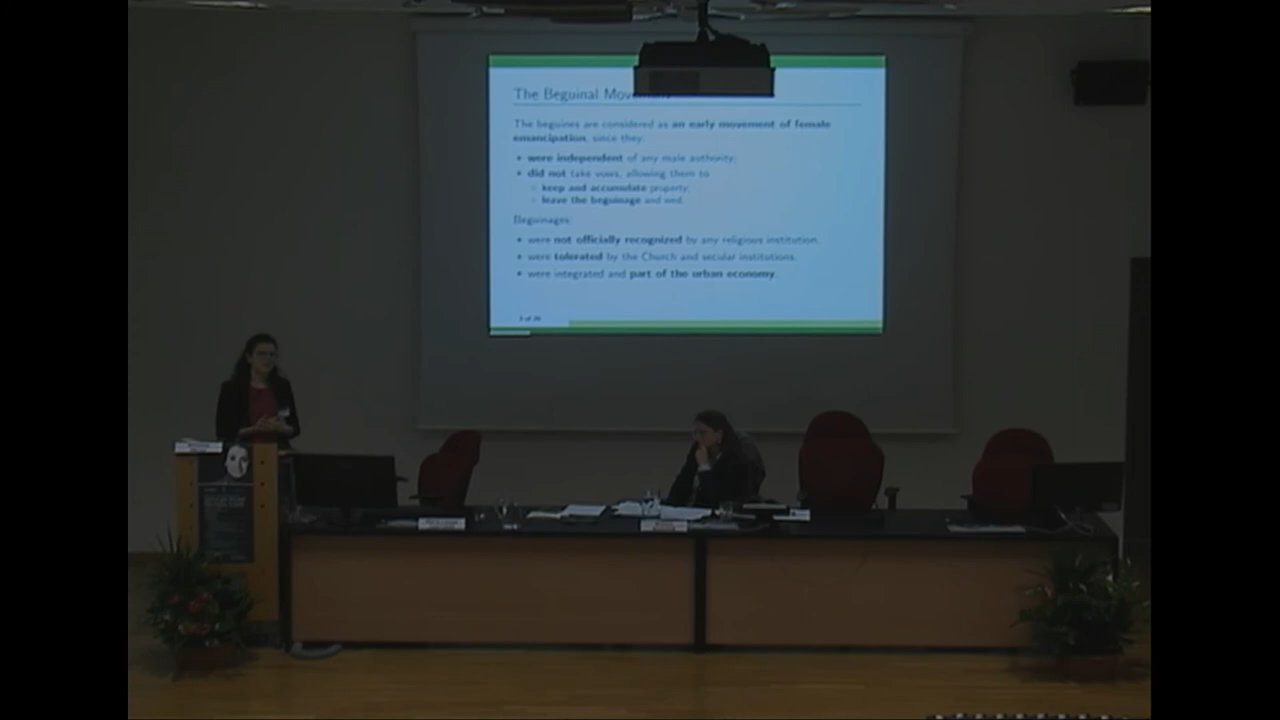 The Beguinal
The beguines are considered as an early movement of female
emancipation, since they:
• were independent of any male authority;
• did not take vows, allowing them to
○ keep and accumulate property;
○ leave the beguinage and
Beguinages:
• were not officially recognized by any religious institution.
• were tolerated by the Church and secular institutions.
• were integrated and part of the urban economy.